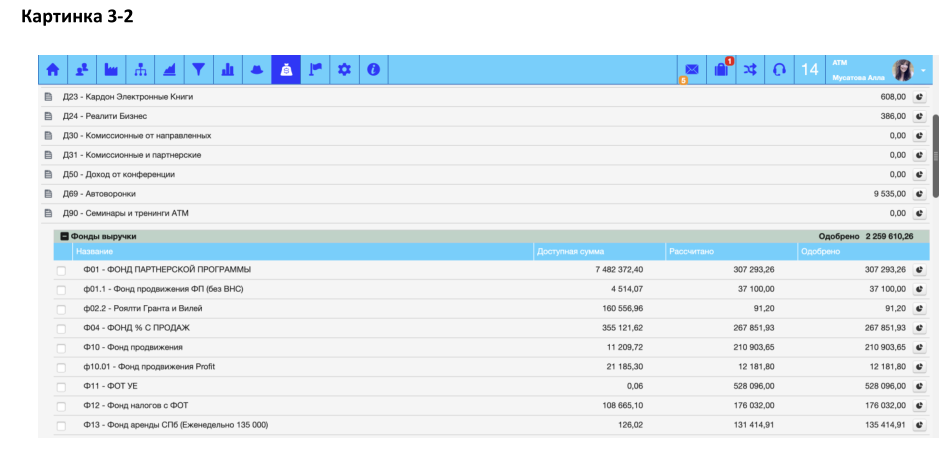 Картинка 3-2
5 1 14 АТМ
Мусатова Алла
Д23 - Кардон Электронные Книги 608,00
Д24 - Реалити Бизнес 386,00
Д30 - Комиссионные от направленных 0,00
Д31 - Комиссионные и партнерские 0,00
Д50 - Доход от конференции 0,00
Д69 - Автоворонки 9 535,00
Д90 - Семинары и тренинги АТМ 0,00
Фонды выручки Одобрено 2 259 610,26
Название Доступная сумма Рассчитано Одобрено
Ф01 - ФОНД ПАРТНЕРСКОЙ ПРОГРАММЫ 7 482 372,40 307 293,26 307 293,26
ф01.1 - Фонд продвижения ФП (без ВНС) 4 514,07 37 100,00 37 100,00
ф02.2 - Роялти Гранта и Вилей 160 556,96 91,20 91,20
Ф04 - ФОНД % С ПРОДАЖ 355 121,62 267 851,93 267 851,93
Ф10 - Фонд продвижения 11 209,72 210 903,65 210 903,65
ф10.01 - Фонд продвижения Profit 21 185,30 12 181,80 12 181,80
Ф11 - ФОТ УЕ 0,06 528 096,00 528 096,00
Ф12 - Фонд налогов с ФОТ 108 665,10 176 032,00 176 032,00
Ф13 - Фонд аренды СПб (Еженедельно 135 000) 126,02 131 414,91 135 414,91